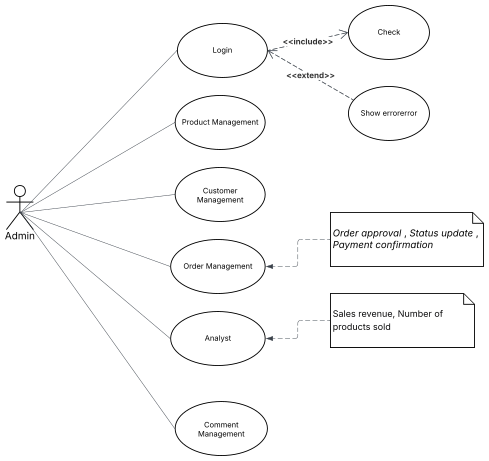 Login
<<include>>
Check
<<extend>>
Show errorerror
Product Management
Customer
Management
Admin
Order Management
Order approval , Status update ,
Payment confirmation
Analyst
Sales revenue, Number of
products sold
Comment
Management